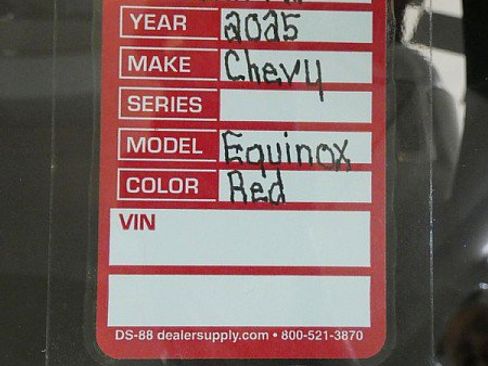 YEAR 2025
MAKE Chevy
SERIES
MODEL Equinox
COLOR Red
VIN
DS-88 dealersupply.com • 800-521-3870